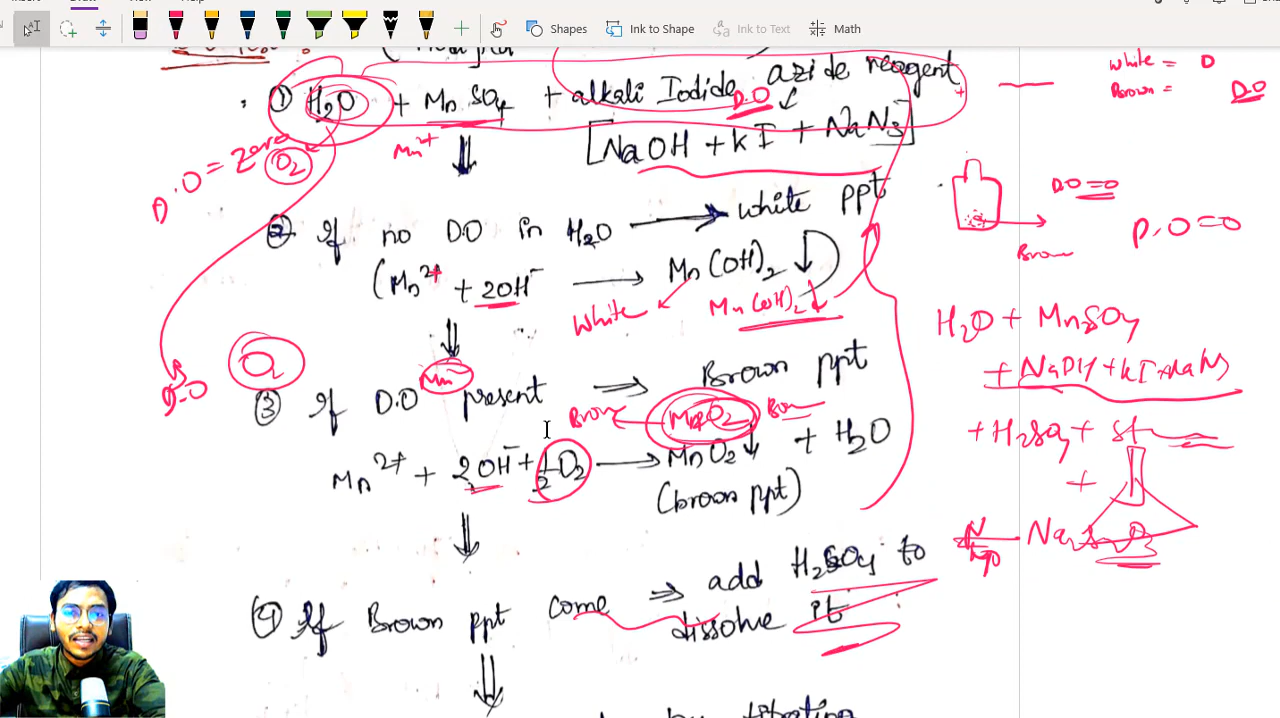 Shapes Ink to Shape Ink to Text Math
① H₂O + MnSO₄ + alkali Iodide azide reagent
D.O
[NaOH + kI + NaN₃]
Mn²⁺
D.O = Zero
O₂
② If no D.O in H₂O → white ppt
(Mn²⁺ + 2OH⁻ → Mn(OH)₂ ↓
White
Mn(OH)₂ ↓
O₂
Mn
D.O
③ If D.O present ⇒ Brown ppt
MnO₂
Mn²⁺ + 2OH⁻ + ½O₂ → MnO₂ ↓ + H₂O
(brown ppt)
④ If Brown ppt come ⇒ add H₂SO₄ to
dissolve it
by titrating
White = D
Brown = D.O
D.O = 0
D.O = 0
H₂O + MnSO₄
+ NaOH + kI + NaN₃
+ H₂SO₄ +
+